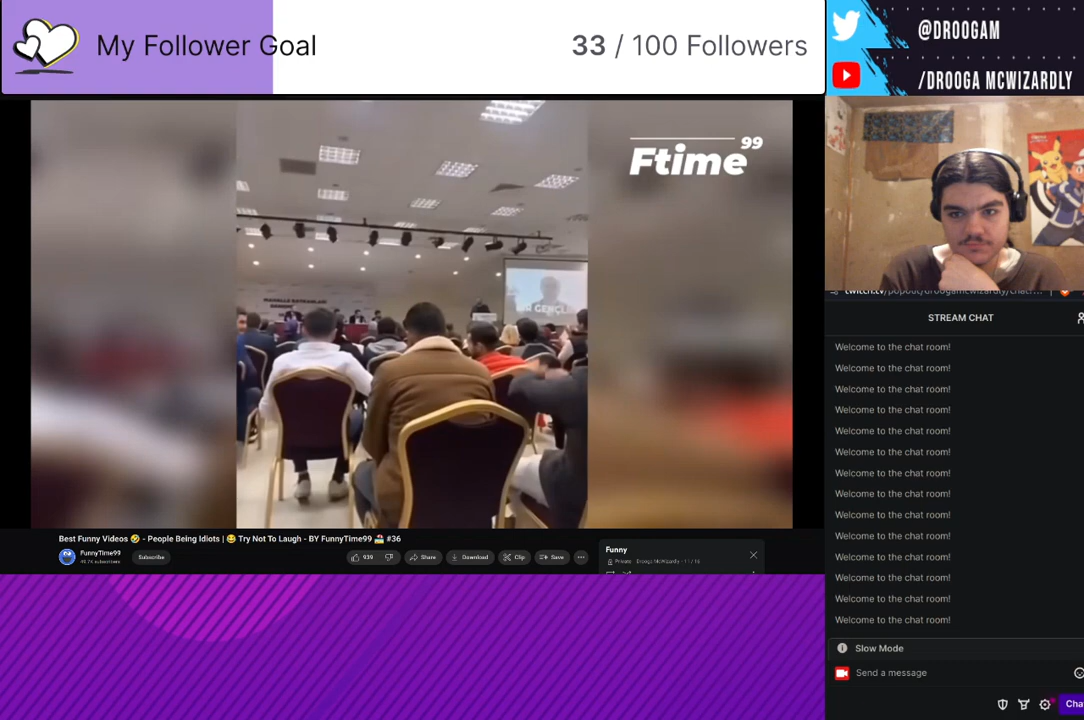 My Follower Goal
33 / 100 Followers
@DROOGAM
/DROOGA MCWIZARDLY
Ftime99
STREAM CHAT
Welcome to the chat room!
Welcome to the chat room!
Welcome to the chat room!
Welcome to the chat room!
Welcome to the chat room!
Welcome to the chat room!
Welcome to the chat room!
Welcome to the chat room!
Welcome to the chat room!
Welcome to the chat room!
Welcome to the chat room!
Welcome to the chat room!
Welcome to the chat room!
Welcome to the chat room!
Slow Mode
Send a message
Cha
Best Funny Videos 🤣 - People Being Idiots | 😂 Try Not To Laugh - BY FunnyTime99 🏖️ #36
FunnyTime99
Subscribe
939
Share
Download
Clip
Save
Funny
Private